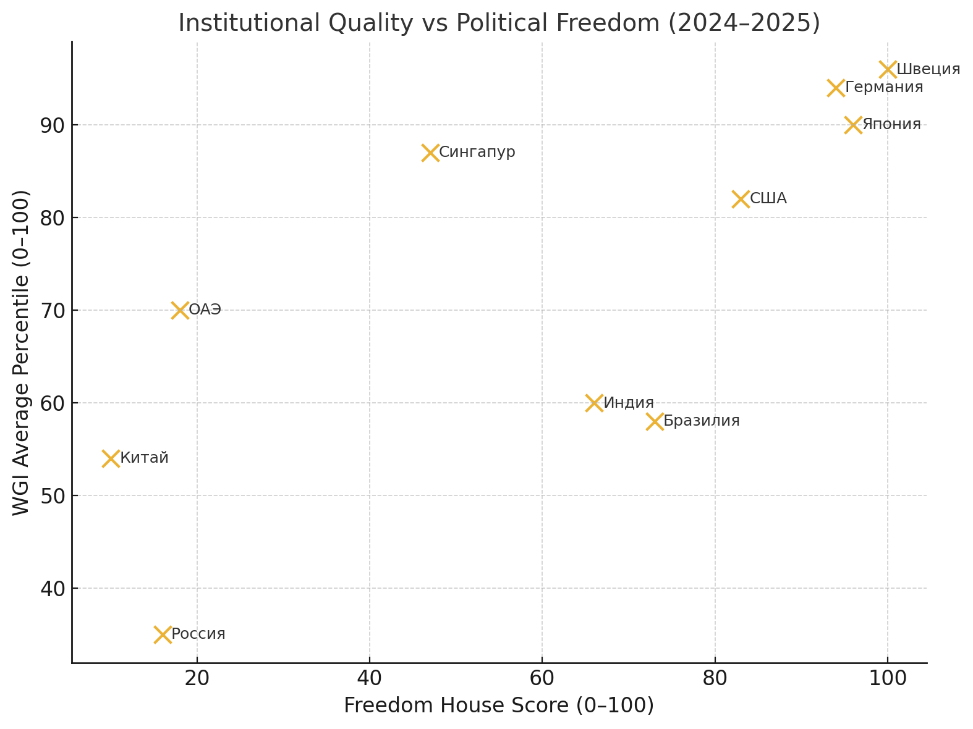 Institutional Quality vs Political Freedom (2024–2025)
WGI Average Percentile (0–100)
90
80
70
60
50
40
Швеция
Германия
Япония
Сингапур
США
ОАЭ
Индия
Бразилия
Китай
Россия
20
40
60
80
100
Freedom House Score (0–100)